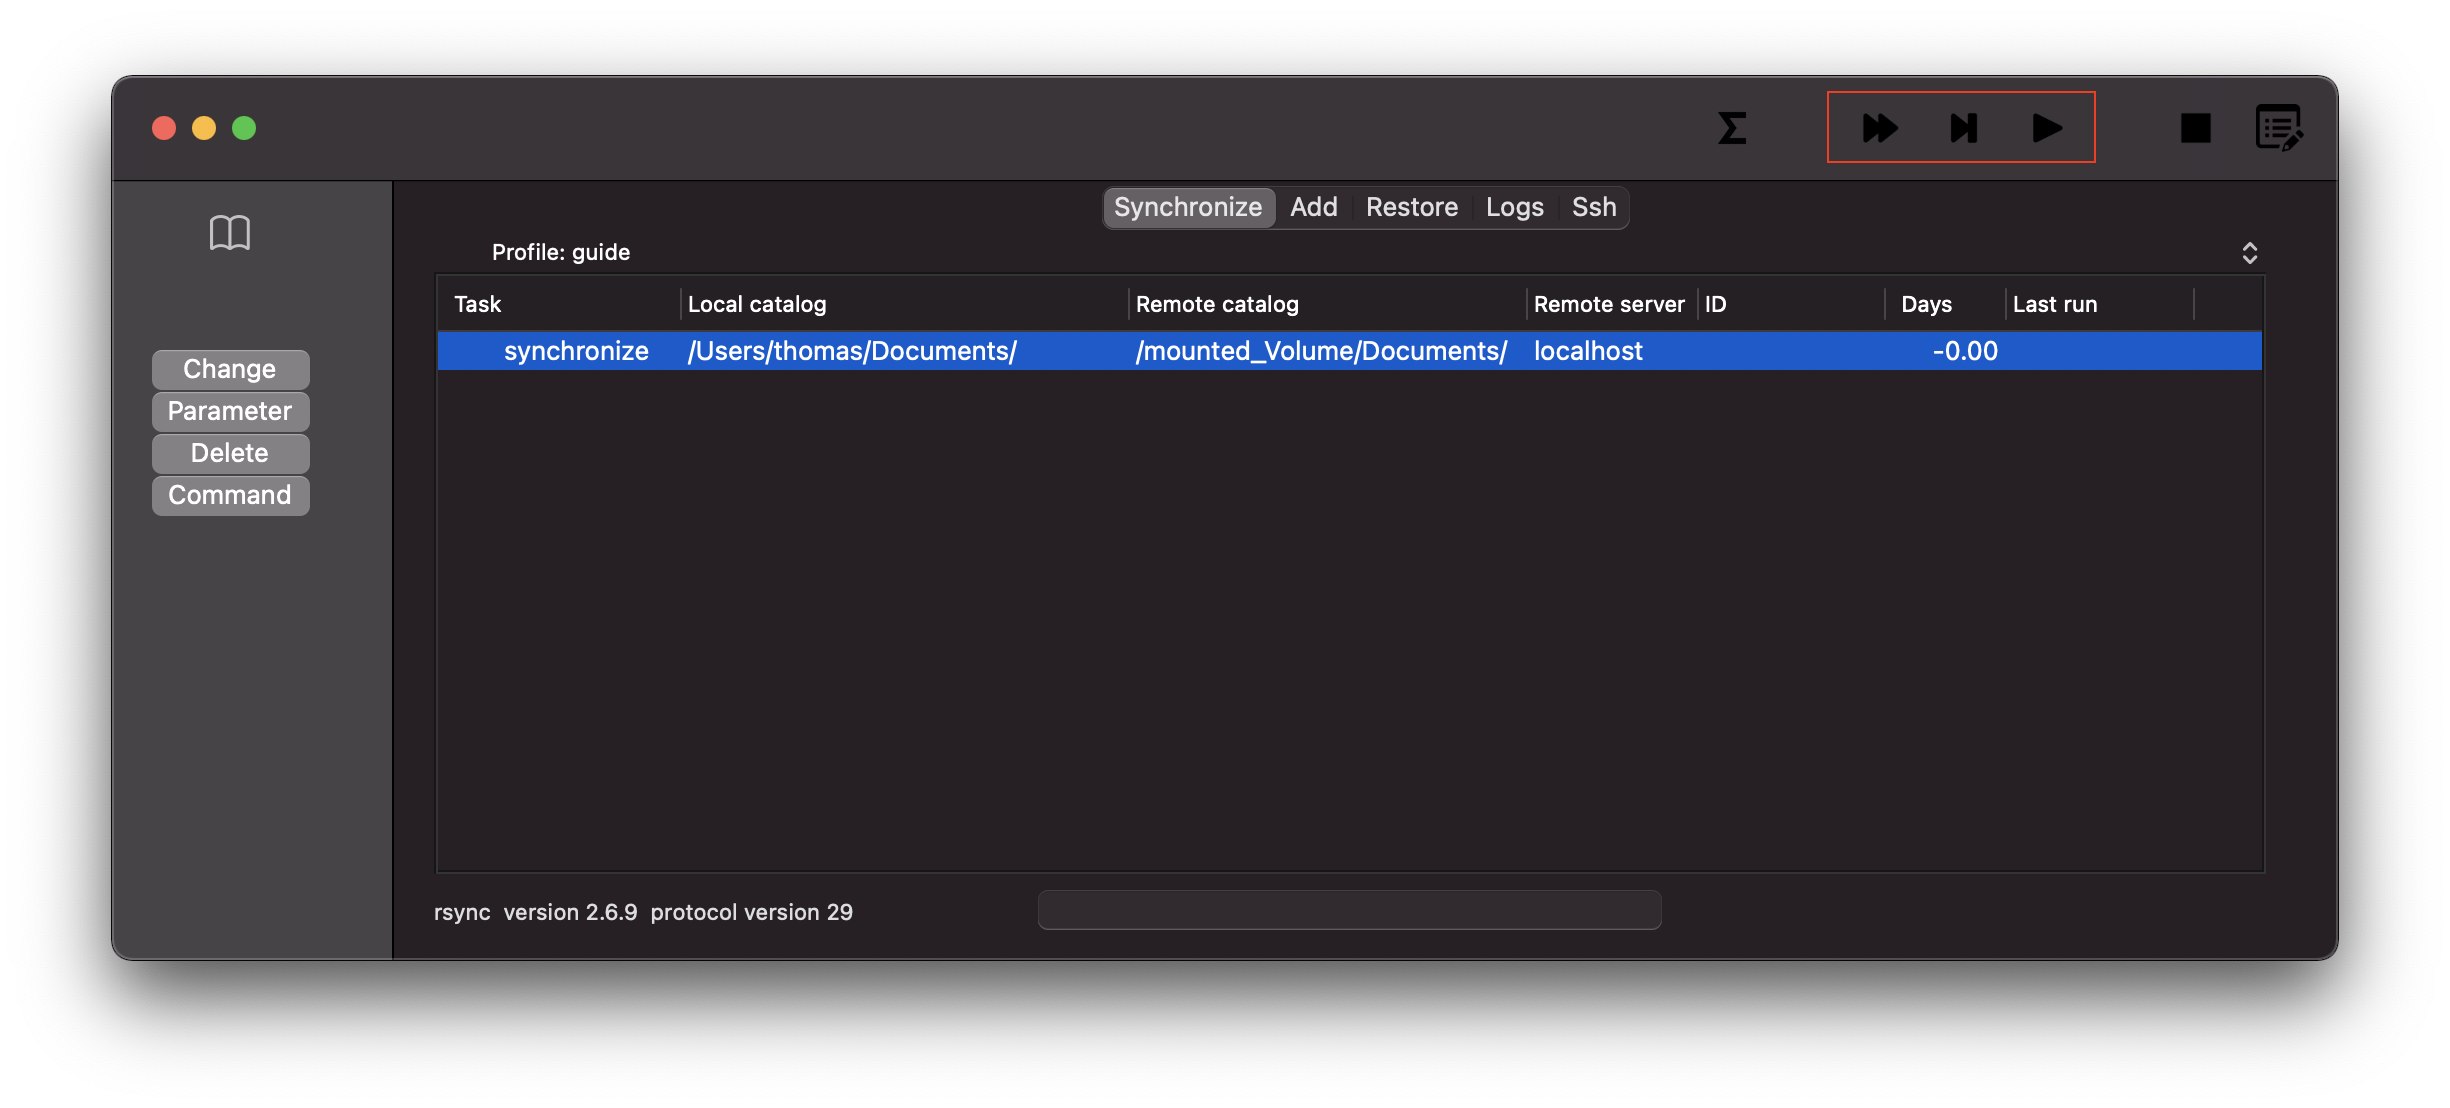 Synchronize Add Restore Logs Ssh
Profile: guide
Task Local catalog Remote catalog Remote server ID Days Last run
synchronize /Users/thomas/Documents/ /mounted_Volume/Documents/ localhost -0.00
Change
Parameter
Delete
Command
rsync version 2.6.9 protocol version 29